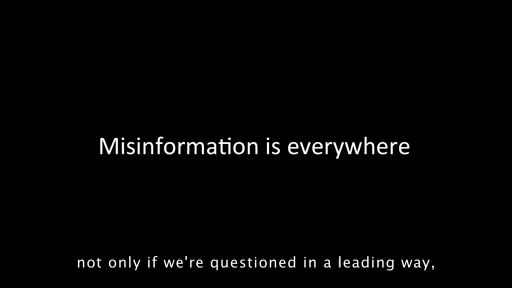 Misinformation is everywhere
not only if we're questioned in a leading way,